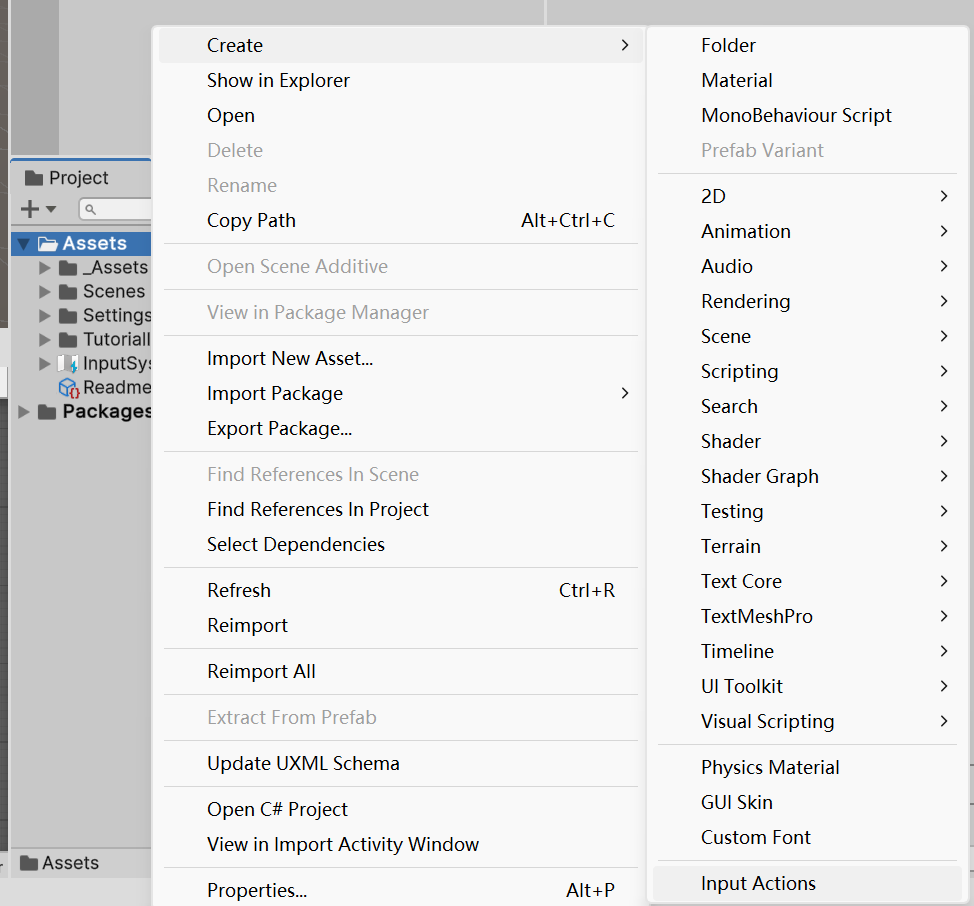 Project
Assets
_Assets
Scenes
Settings
Tutorial
InputSys
Readme
Packages
Assets
Create
Show in Explorer
Open
Delete
Rename
Copy Path Alt+Ctrl+C
Open Scene Additive
View in Package Manager
Import New Asset...
Import Package
Export Package...
Find References In Scene
Find References In Project
Select Dependencies
Refresh Ctrl+R
Reimport
Reimport All
Extract From Prefab
Update UXML Schema
Open C# Project
View in Import Activity Window
Properties... Alt+P
Folder
Material
MonoBehaviour Script
Prefab Variant
2D
Animation
Audio
Rendering
Scene
Scripting
Search
Shader
Shader Graph
Testing
Terrain
Text Core
TextMeshPro
Timeline
UI Toolkit
Visual Scripting
Physics Material
GUI Skin
Custom Font
Input Actions